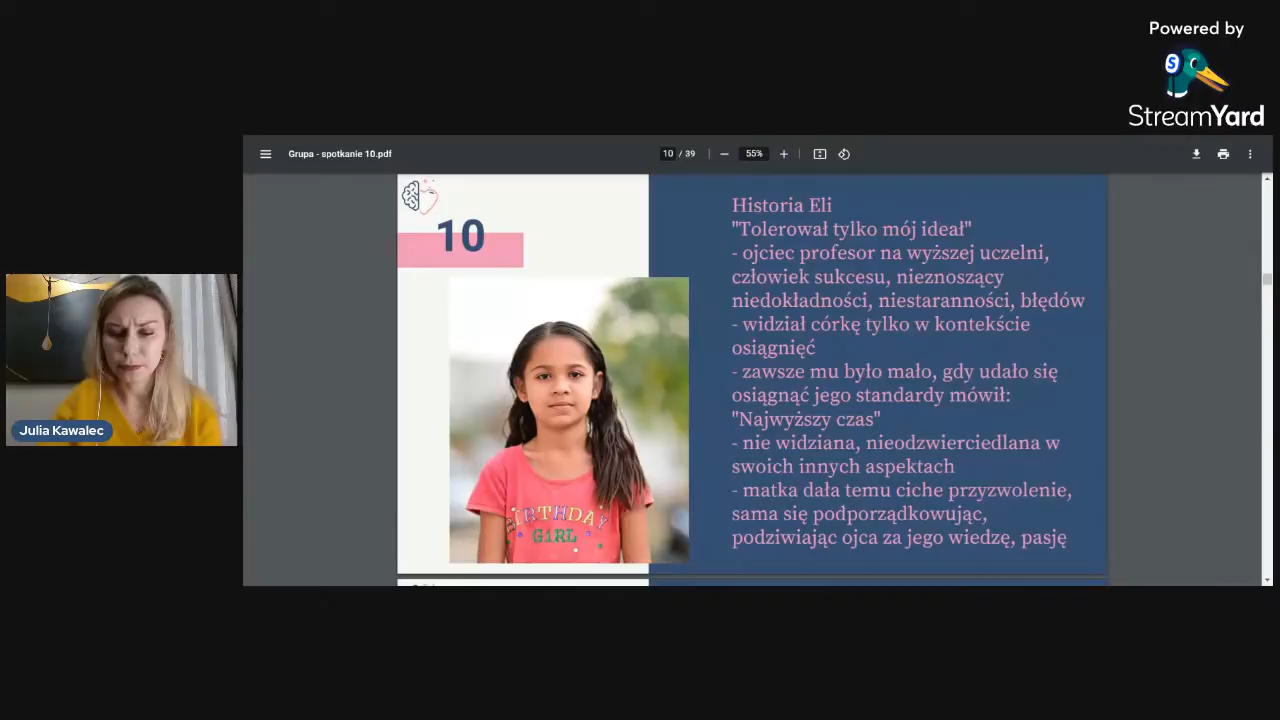 Powered by
StreamYard
Grupa - spotkanie 10.pdf
10 / 39
55%
10
Historia Eli
"Tolerował tylko mój ideał"
- ojciec profesor na wyższej uczelni,
człowiek sukcesu, nieznoszący
niedokładności, niestaranności, błędów
- widział córkę tylko w kontekście
osiągnięć
- zawsze mu było mało, gdy udało się
osiągnąć jego standardy mówił:
"Najwyższy czas"
- nie widziana, nieodzwierciedlana w
swoich innych aspektach
- matka dała temu ciche przyzwolenie,
sama się podporządkowując,
podziwiając ojca za jego wiedzę, pasję
BIRTHDAY
GIRL
Julia Kawalec